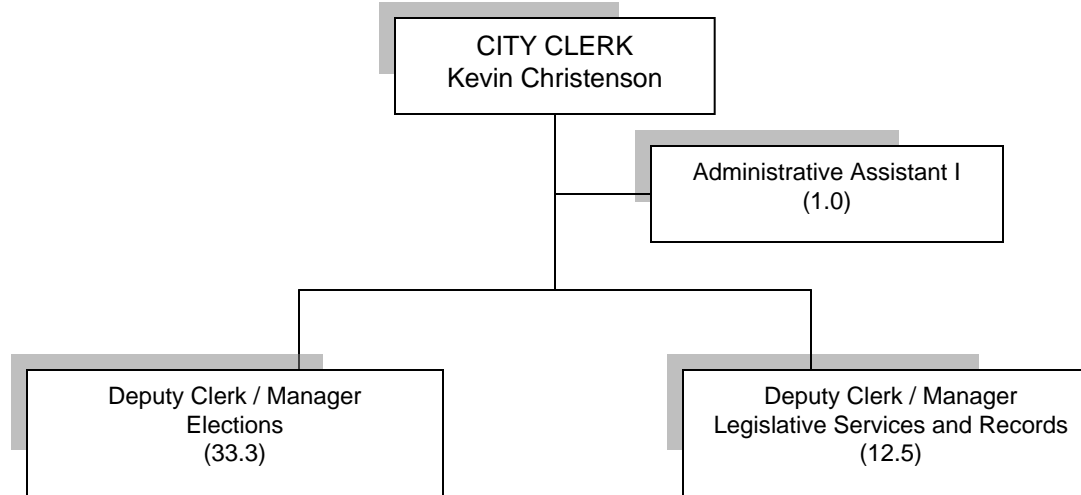 CITY CLERK
Kevin Christenson
Administrative Assistant I
(1.0)
Deputy Clerk / Manager
Elections
(33.3)
Deputy Clerk / Manager
Legislative Services and Records
(12.5)